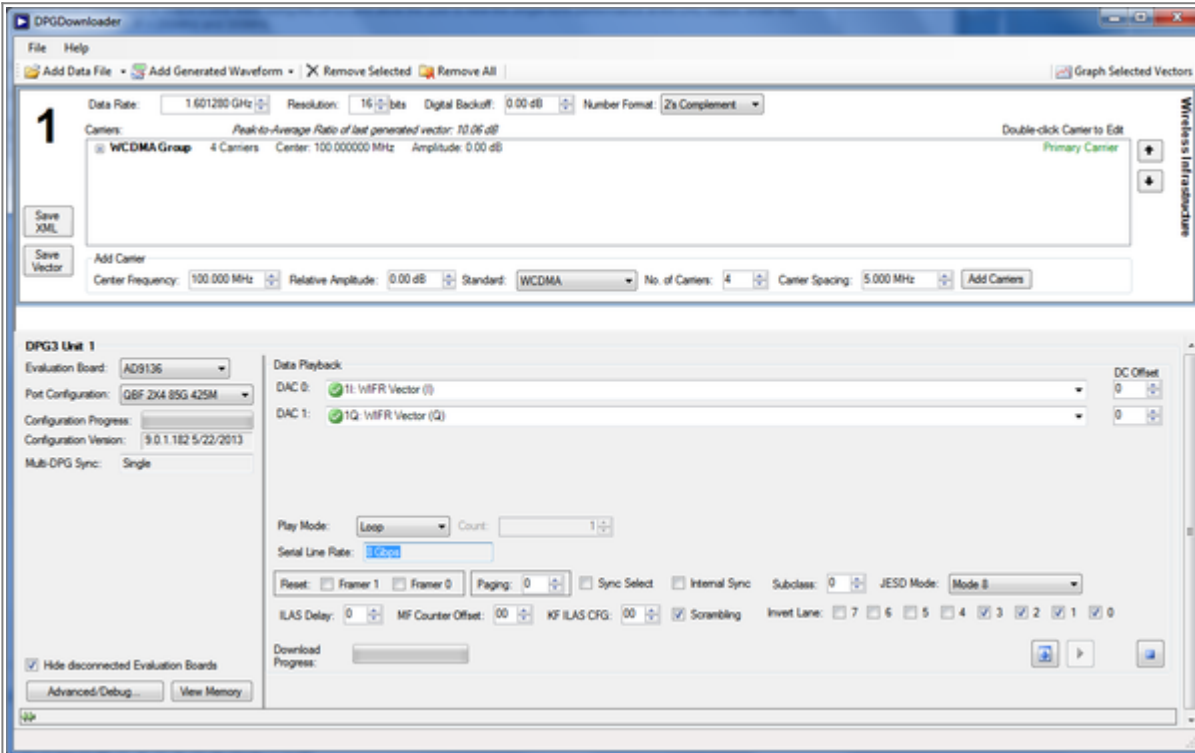 DPGDownloader
File Help
Add Data File Add Generated Waveform Remove Selected Remove All Graph Selected Vectors
1
Data Rate: 1.601280 GHz Resolution: 16 bits Digital Backoff: 0.00 dB Number Format: 2's Complement
Carriers: Peak-to-Average Ratio of last generated vector: 10.06 dB Double-click Carrier to Edit
WCDMA Group 4 Carriers Center: 100.000000 MHz Amplitude: 0.00 dB Primary Carrier
Wireless Infrastructure
Save XML
Save Vector
Add Carrier
Center Frequency: 100.000 MHz Relative Amplitude: 0.00 dB Standard: WCDMA No. of Carriers: 4 Carrier Spacing: 5.000 MHz Add Carriers
DPG3 Unit 1
Evaluation Board: AD9136
Port Configuration: QBF 2X4 85G 425M
Configuration Progress:
Configuration Version: 9.0.1.182 5/22/2013
Multi-DPG Sync: Single
Data Playback
DC Offset
DAC 0: 1I: WIFR Vector (I) 0
DAC 1: 1Q: WIFR Vector (Q) 0
Play Mode: Loop Count: 1
Serial Line Rate: 8 Gbps
Reset: Framer 1 Framer 0 Paging: 0 Sync Select Internal Sync Subclass: 0 JESD Mode: Mode 8
ILAS Delay: 0 MF Counter Offset: 00 KF ILAS CFG: 00 Scrambling Invert Lane: 7 6 5 4 3 2 1 0
Download Progress:
Hide disconnected Evaluation Boards
Advanced/Debug... View Memory